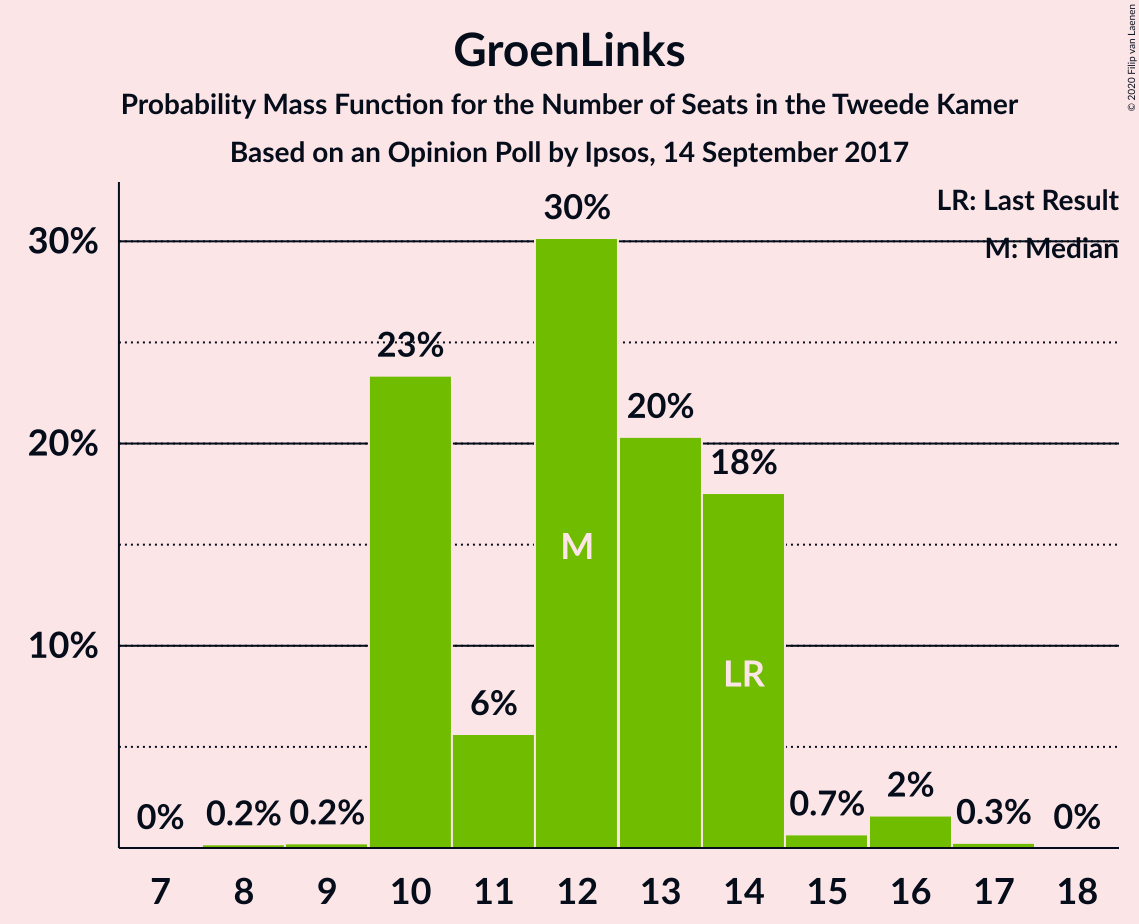 GroenLinks
Probability Mass Function for the Number of Seats in the Tweede Kamer
Based on an Opinion Poll by Ipsos, 14 September 2017
© 2020 Filip van Laenen
LR: Last Result
M: Median
30%
20%
10%
0%
0.2%
0.2%
23%
6%
30%
20%
18%
0.7%
2%
0.3%
0%
M
LR
7 8 9 10 11 12 13 14 15 16 17 18